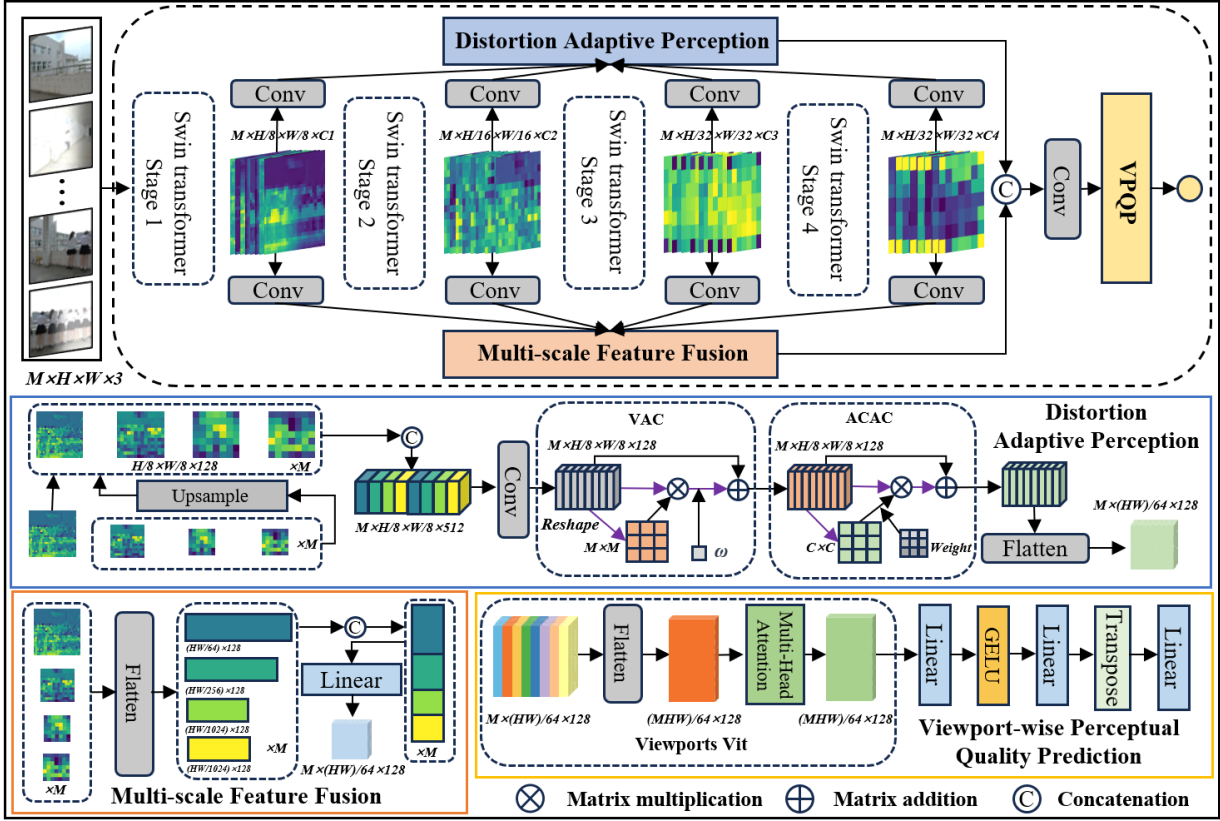 Distortion Adaptive Perception
Conv
Conv
Conv
Conv
M×H/8×W/8×C1
M×H/16×W/16×C2
M×H/32×W/32×C3
M×H/32×W/32×C4
Swin transformer
Stage 1
Swin transformer
Stage 2
Swin transformer
Stage 3
Swin transformer
Stage 4
C
Conv
VPQP
Conv
Conv
Conv
Conv
Multi-scale Feature Fusion
M×H×W×3
H/8×W/8×128
×M
Upsample
×M
C
M×H/8×W/8×512
Conv
VAC
M×H/8×W/8×128
Reshape
M×M
ω
ACAC
M×H/8×W/8×128
C×C
Weight
Distortion
Adaptive Perception
M×(HW)/64×128
Flatten
×M
Flatten
(HW/64)×128
(HW/256)×128
(HW/1024)×128
(HW/1024)×128
×M
C
Linear
M×(HW)/64×128
×M
Multi-scale Feature Fusion
M×(HW)/64×128
Flatten
(MHW)/64×128
Multi-Head
Attention
(MHW)/64×128
Viewports Vit
Linear
GELU
Linear
Transpose
Linear
Viewport-wise Perceptual
Quality Prediction
Matrix multiplication
Matrix addition
C
Concatenation